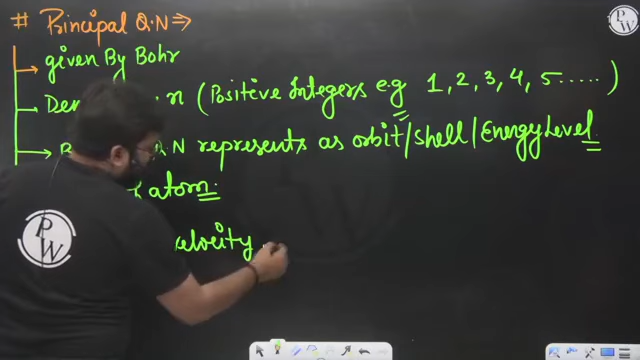 # Principal Q.N ⇒
→ given By Bohr
→ n (Positive Integers e.g 1, 2, 3, 4, 5.....)
→ Q.N represents as orbit/shell/Energy Level
atom
velocity
PW